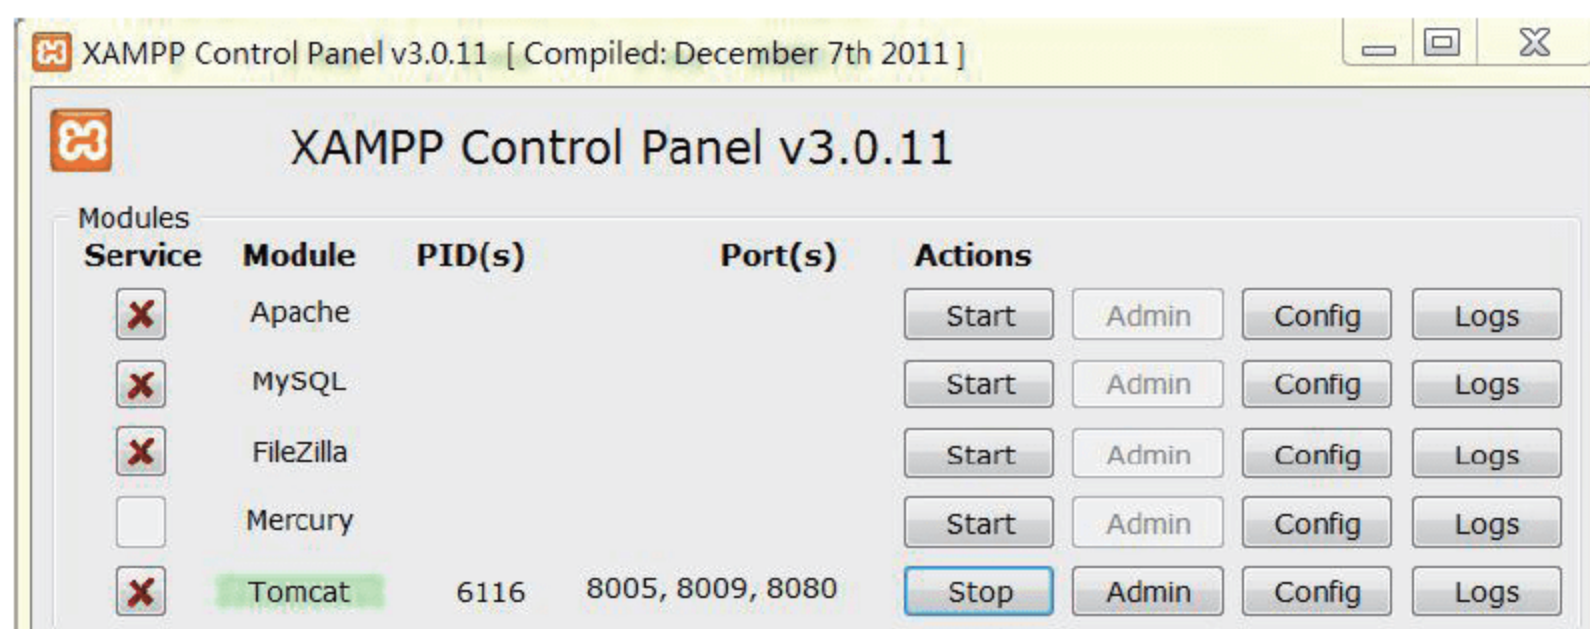 XAMPP Control Panel v3.0.11 [ Compiled: December 7th 2011 ]
XAMPP Control Panel v3.0.11
Modules
Service Module PID(s) Port(s) Actions
Apache Start Admin Config Logs
MySQL Start Admin Config Logs
FileZilla Start Admin Config Logs
Mercury Start Admin Config Logs
Tomcat 6116 8005, 8009, 8080 Stop Admin Config Logs